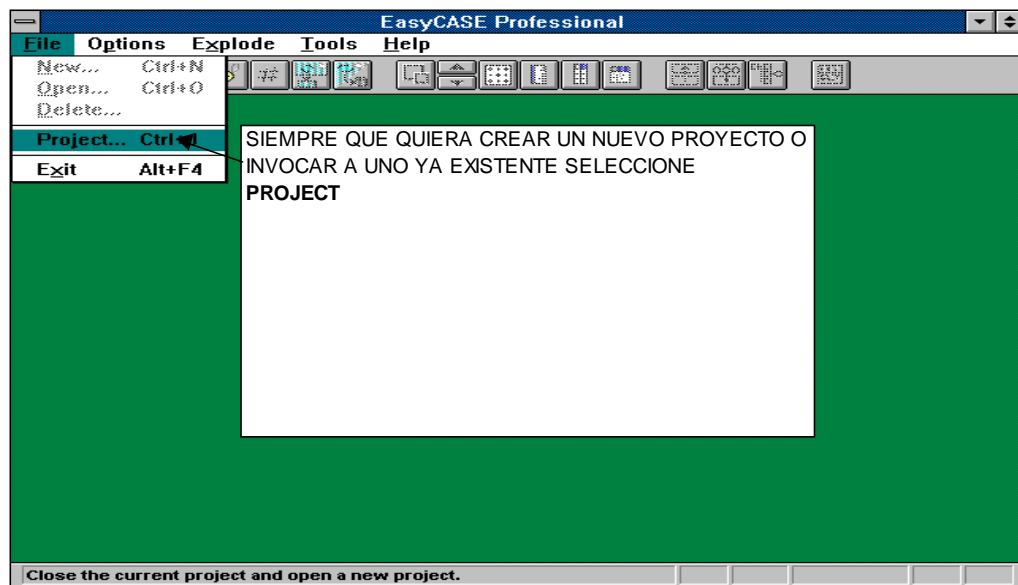 EasyCASE Professional
File Options Explode Tools Help
New... Ctrl+N
Open... Ctrl+O
Delete...
Project...
Exit Alt+F4
SIEMPRE QUE QUIERA CREAR UN NUEVO PROYECTO O
INVOCAR A UNO YA EXISTENTE SELECCIONE
PROJECT
Close the current project and open a new project.